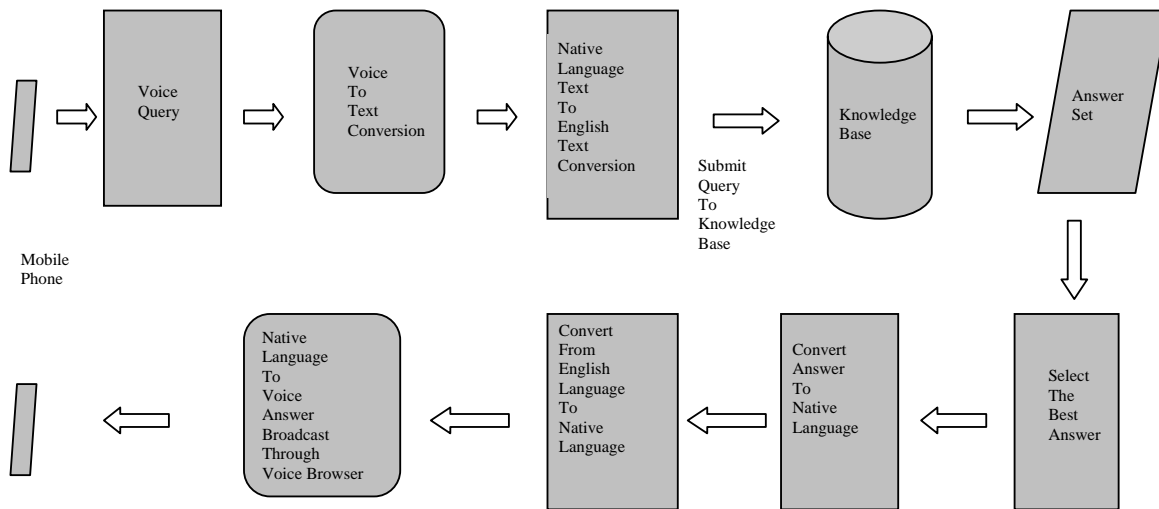 Voice
Query
Voice
To
Text
Conversion
Native
Language
Text
To
English
Text
Conversion
Submit
Query
To
Knowledge
Base
Knowledge
Base
Answer
Set
Mobile
Phone
Select
The
Best
Answer
Convert
Answer
To
Native
Language
Convert
From
English
Language
To
Native
Language
Native
Language
To
Voice
Answer
Broadcast
Through
Voice Browser